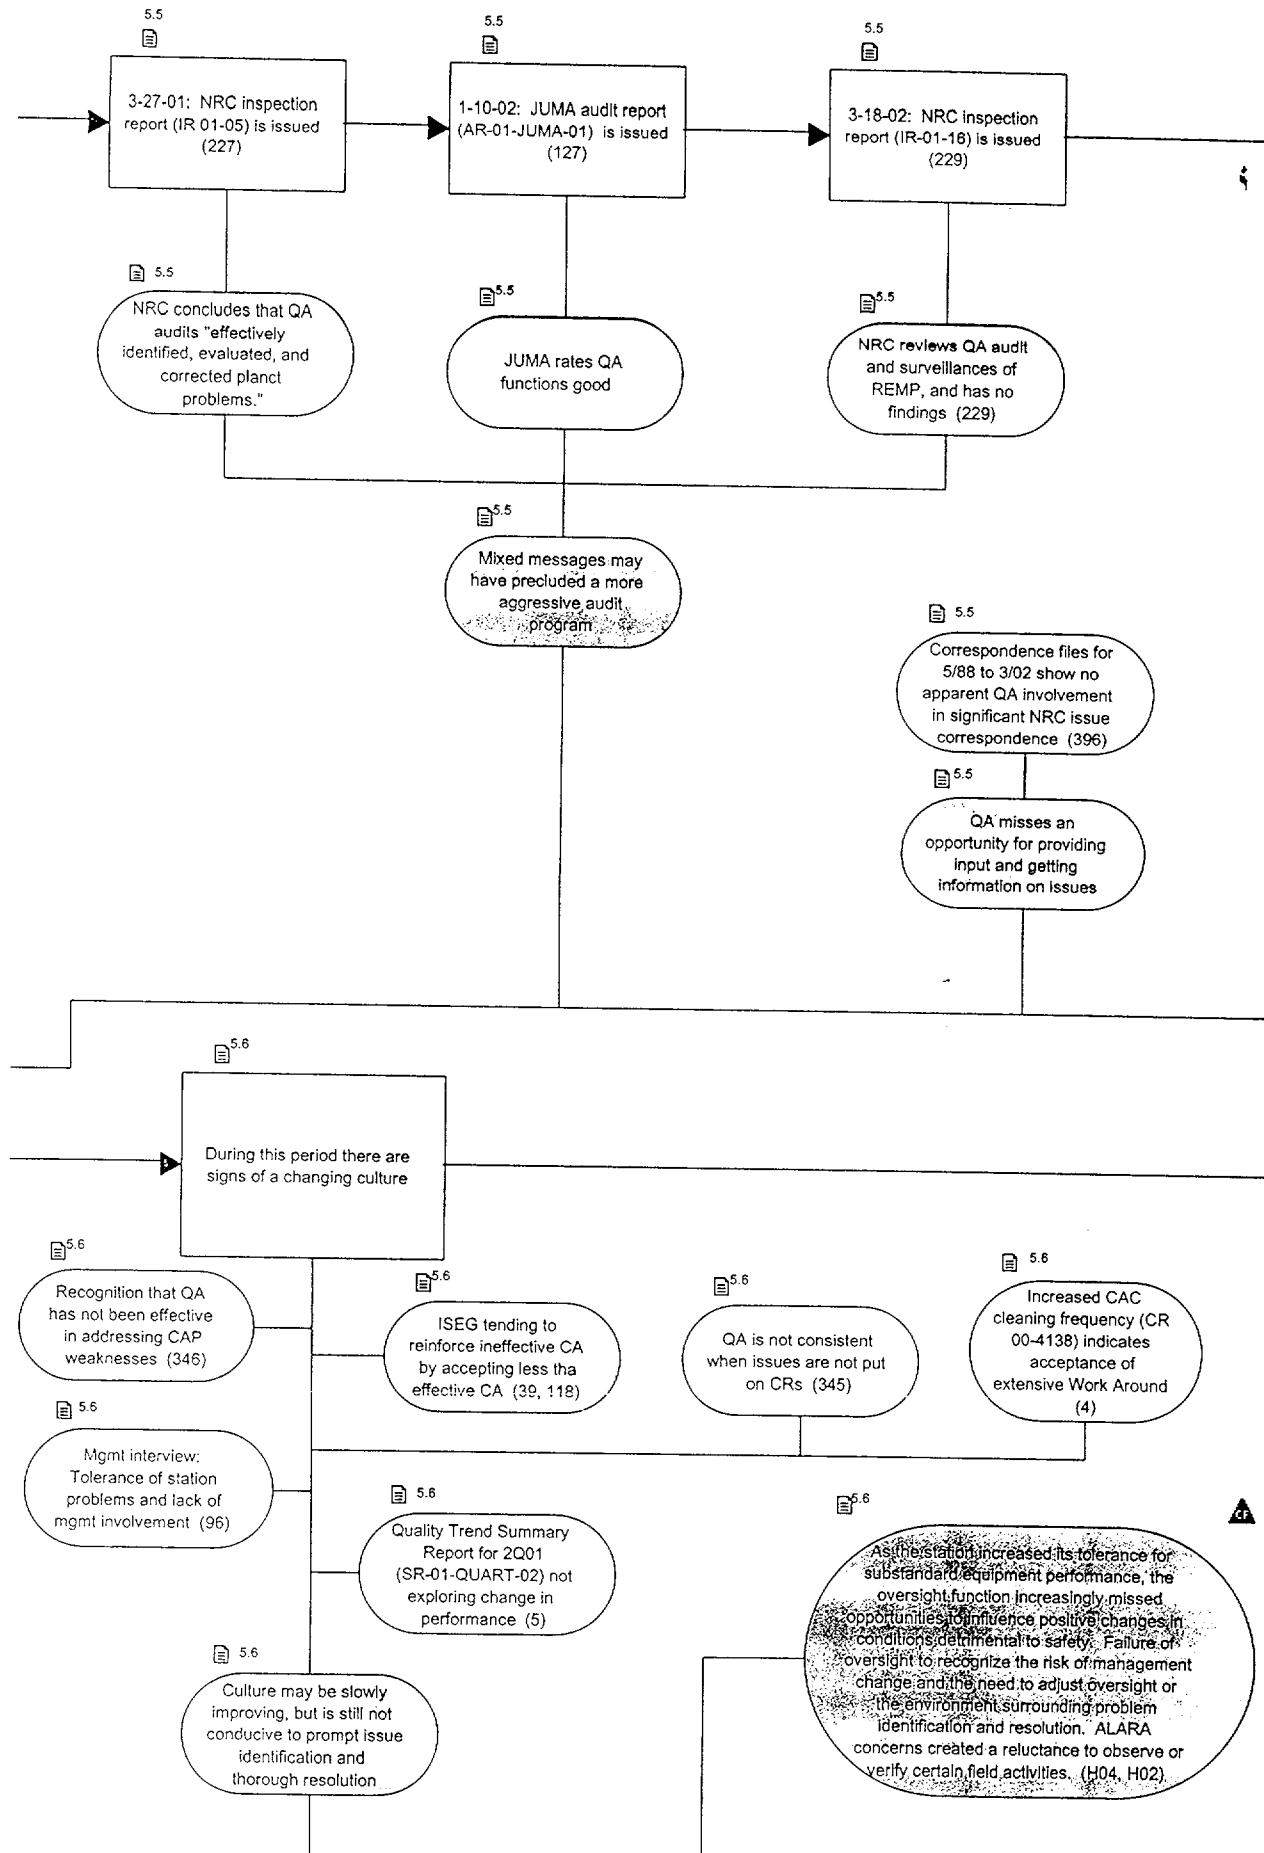 5.5
3-27-01: NRC inspection
report (IR 01-05) is issued
(227)
5.5
1-10-02: JUMA audit report
(AR-01-JUMA-01) is issued
(127)
5.5
3-18-02: NRC inspection
report (IR-01-16) is issued
(229)
5.5
NRC concludes that QA
audits "effectively
identified, evaluated, and
corrected planct
problems."
5.5
JUMA rates QA
functions good
5.5
NRC reviews QA audit
and surveillances of
REMP, and has no
findings (229)
5.5
Mixed messages may
have precluded a more
aggressive audit
program
5.5
Correspondence files for
5/88 to 3/02 show no
apparent QA involvement
in significant NRC issue
correspondence (396)
5.5
QA misses an
opportunity for providing
input and getting
information on issues
5.6
During this period there are
signs of a changing culture
5.6
Recognition that QA
has not been effective
in addressing CAP
weaknesses (346)
5.6
ISEG tending to
reinforce ineffective CA
by accepting less tha
effective CA (39, 118)
5.6
QA is not consistent
when issues are not put
on CRs (345)
5.6
Increased CAC
cleaning frequency (CR
00-4138) indicates
acceptance of
extensive Work Around
(4)
5.6
Mgmt interview:
Tolerance of station
problems and lack of
mgmt involvement (96)
5.6
Quality Trend Summary
Report for 2Q01
(SR-01-QUART-02) not
exploring change in
performance (5)
5.6
Culture may be slowly
improving, but is still not
conducive to prompt issue
identification and
thorough resolution
5.6
CF
As the station increased its tolerance for
substandard equipment performance, the
oversight function increasingly missed
opportunities to influence positive changes in
conditions detrimental to safety. Failure of
oversight to recognize the risk of management
change and the need to adjust oversight or
the environment surrounding problem
identification and resolution. ALARA
concerns created a reluctance to observe or
verify certain field activities. (H04, H02)